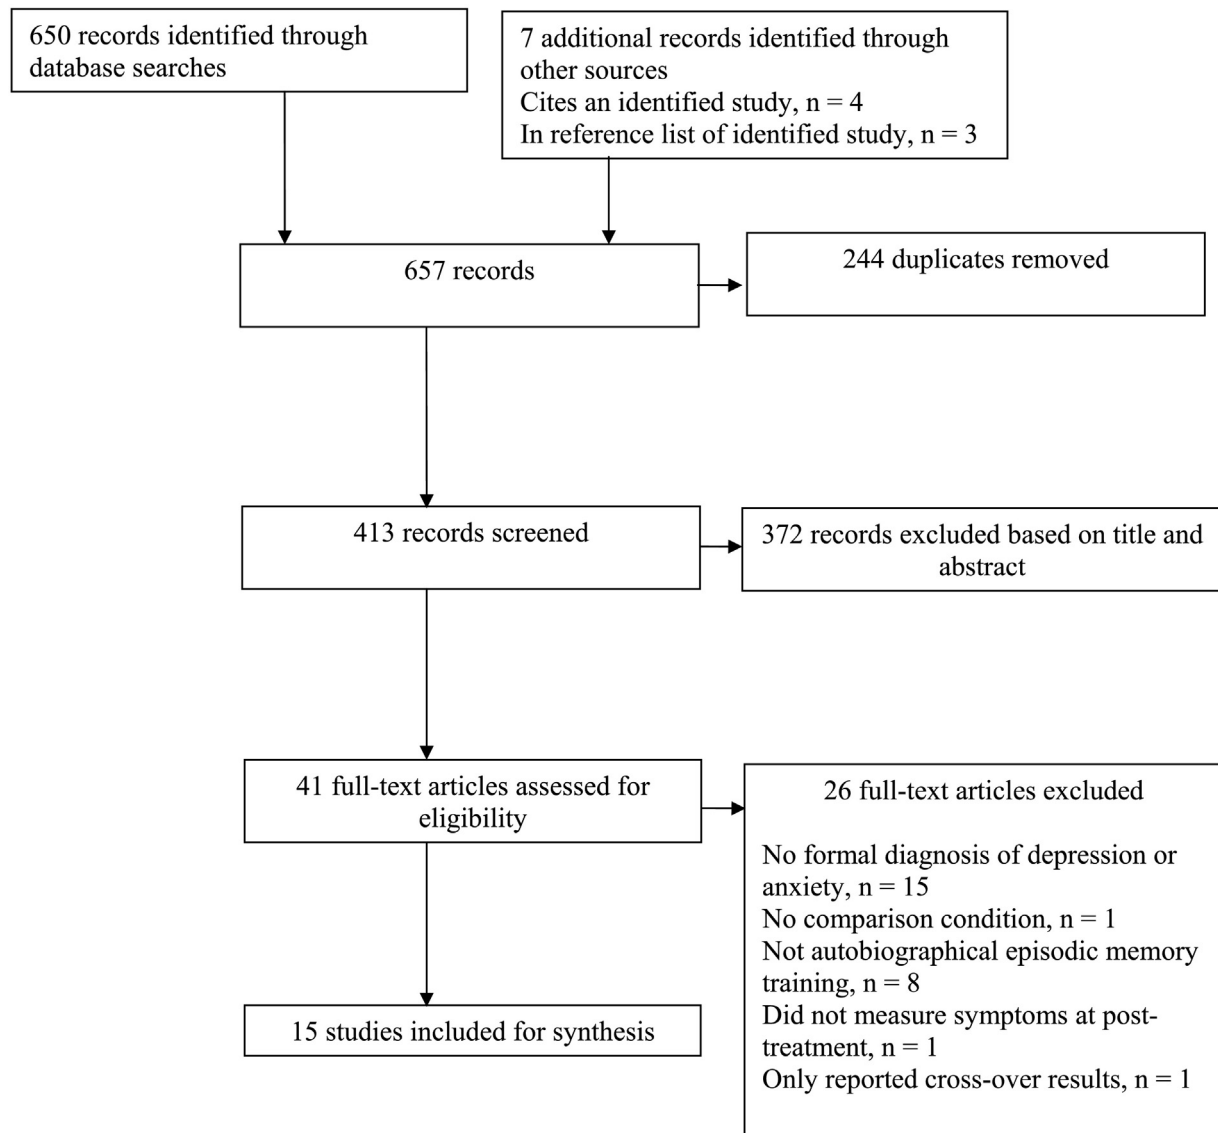 650 records identified through
database searches
7 additional records identified through
other sources
Cites an identified study, n = 4
In reference list of identified study, n = 3
657 records
244 duplicates removed
413 records screened
372 records excluded based on title and
abstract
41 full-text articles assessed for
eligibility
26 full-text articles excluded
No formal diagnosis of depression or
anxiety, n = 15
No comparison condition, n = 1
Not autobiographical episodic memory
training, n = 8
Did not measure symptoms at post-
treatment, n = 1
Only reported cross-over results, n = 1
15 studies included for synthesis